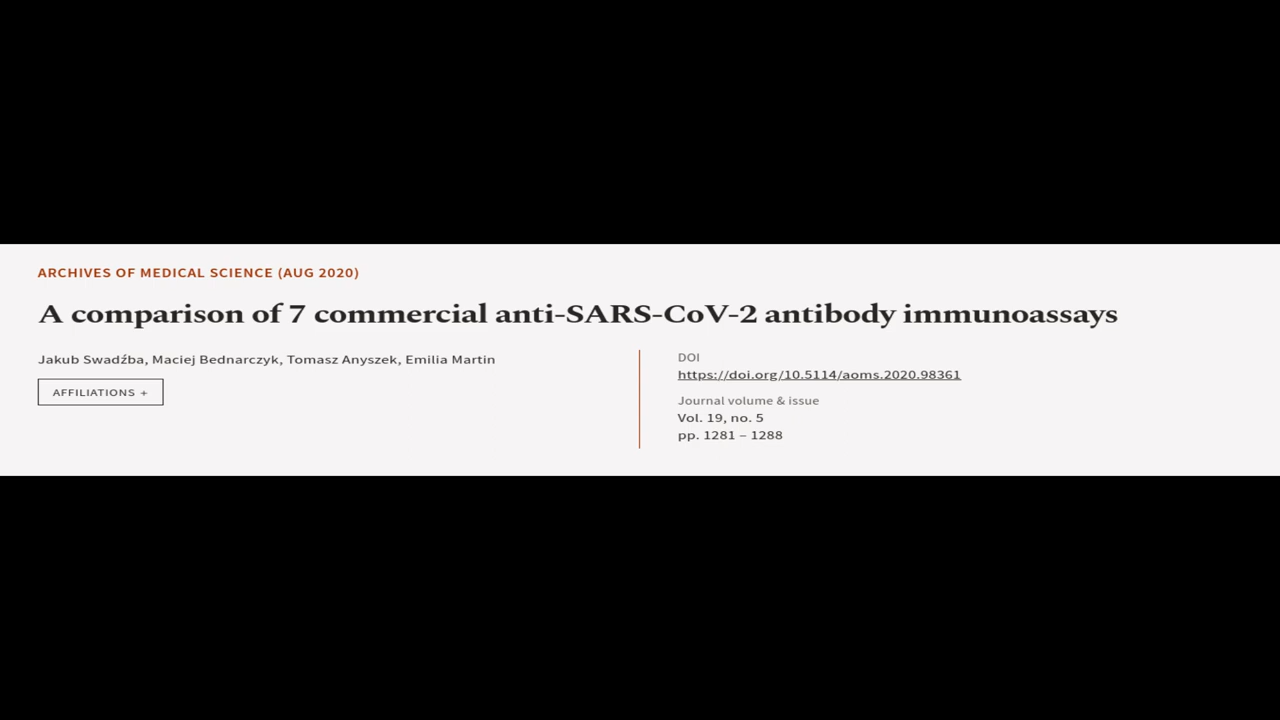 ARCHIVES OF MEDICAL SCIENCE (AUG 2020)
A comparison of 7 commercial anti-SARS-CoV-2 antibody immunoassays
Jakub Swadźba, Maciej Bednarczyk, Tomasz Anyszek, Emilia Martin
AFFILIATIONS +
DOI
https://doi.org/10.5114/aoms.2020.98361
Journal volume & issue
Vol. 19, no. 5
pp. 1281 – 1288